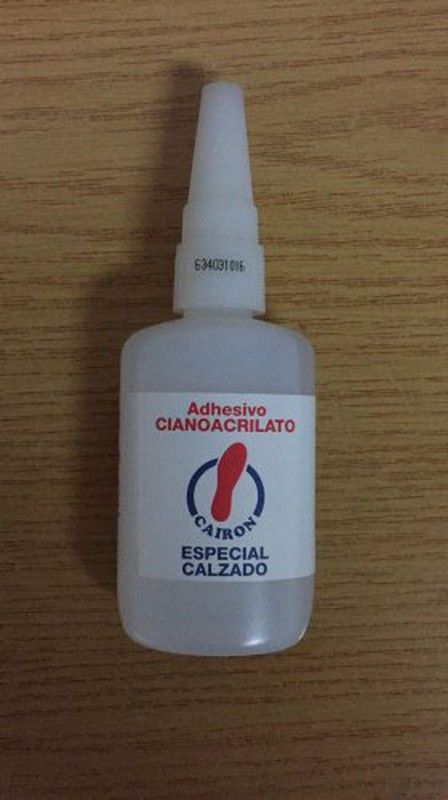 634031016
Adhesivo
CIANOACRILATO
CAIRON
ESPECIAL
CALZADO